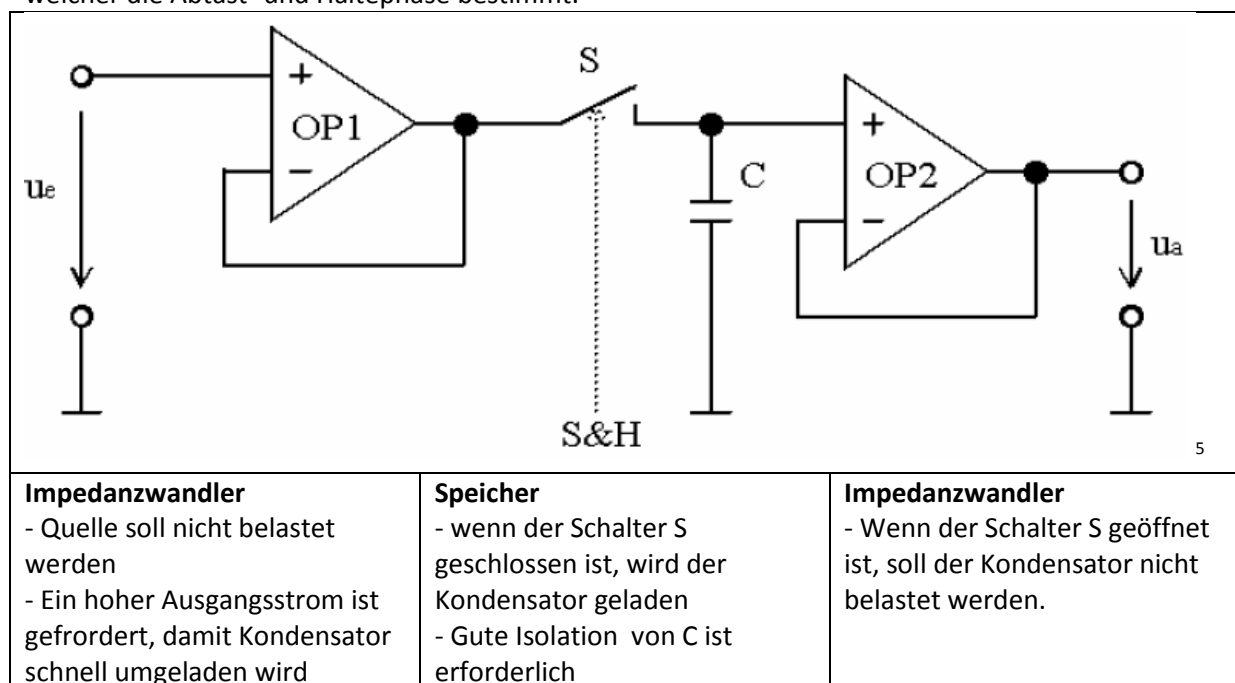 welcher die Abtast- und Haltephase bestimmt.
S
+
OP1
−
+
OP2
−
C
ue
ua
S&H
5
Impedanzwandler
- Quelle soll nicht belastet
werden
- Ein hoher Ausgangsstrom ist
gefrordert, damit Kondensator
schnell umgeladen wird
Speicher
- wenn der Schalter S
geschlossen ist, wird der
Kondensator geladen
- Gute Isolation von C ist
erforderlich
Impedanzwandler
- Wenn der Schalter S geöffnet
ist, soll der Kondensator nicht
belastet werden.